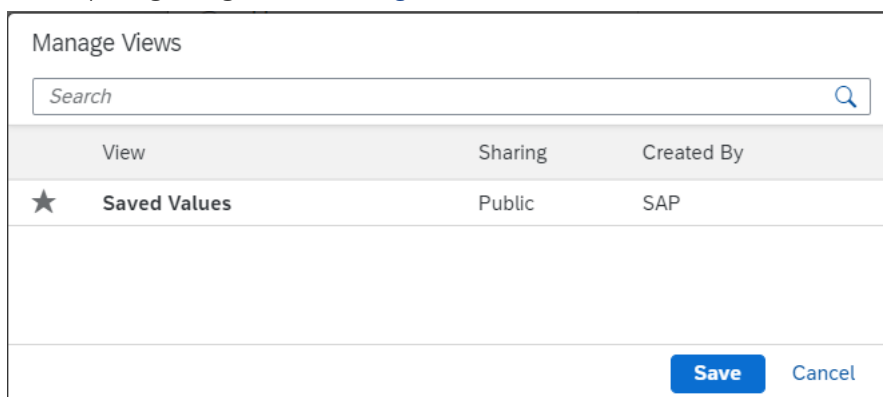 Manage Views
Search
View Sharing Created By
Saved Values Public SAP
Save Cancel